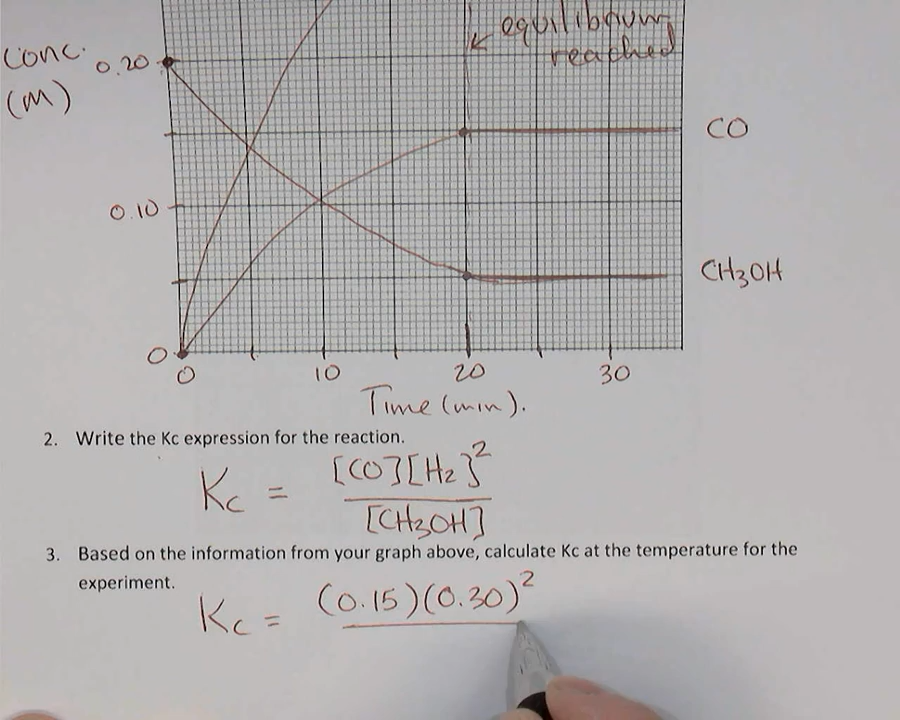 equilibrium
reached
Conc.
(M)
0.20
CO
0.10
CH3OH
0
0 10 20 30
Time (min).
2. Write the Kc expression for the reaction.
Kc = [CO][H2]²
[CH3OH]
3. Based on the information from your graph above, calculate Kc at the temperature for the
experiment.
Kc = (0.15)(0.30)²